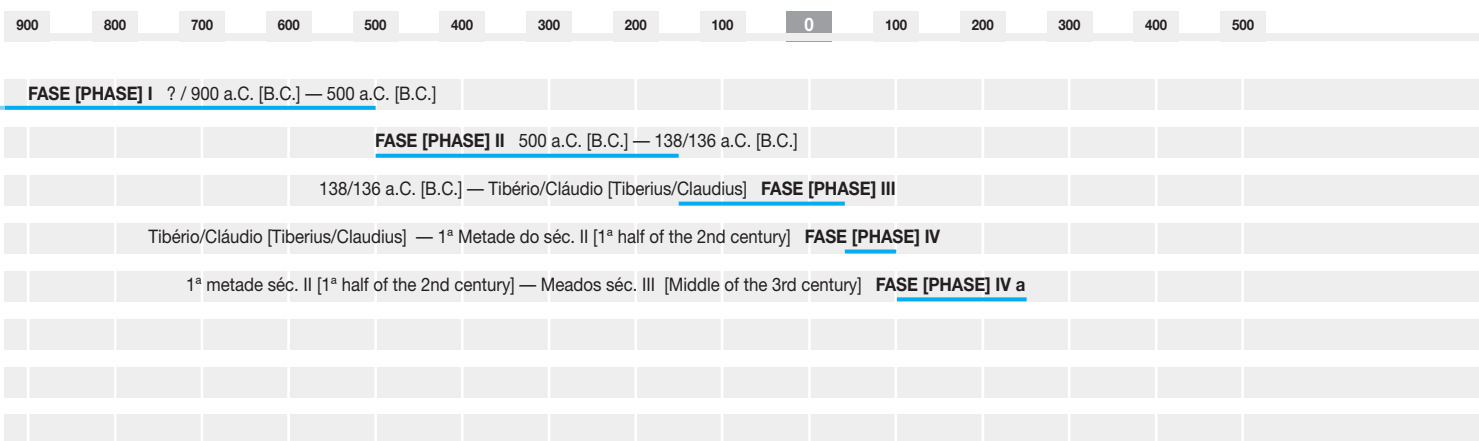 900 800 700 600 500 400 300 200 100 0 100 200 300 400 500
FASE [PHASE] I ? / 900 a.C. [B.C.] — 500 a.C. [B.C.]
FASE [PHASE] II 500 a.C. [B.C.] — 138/136 a.C. [B.C.]
138/136 a.C. [B.C.] — Tibério/Cláudio [Tiberius/Claudius] FASE [PHASE] III
Tibério/Cláudio [Tiberius/Claudius] — 1ª Metade do séc. II [1ª half of the 2nd century] FASE [PHASE] IV
1ª metade séc. II [1ª half of the 2nd century] — Meados séc. III [Middle of the 3rd century] FASE [PHASE] IV a